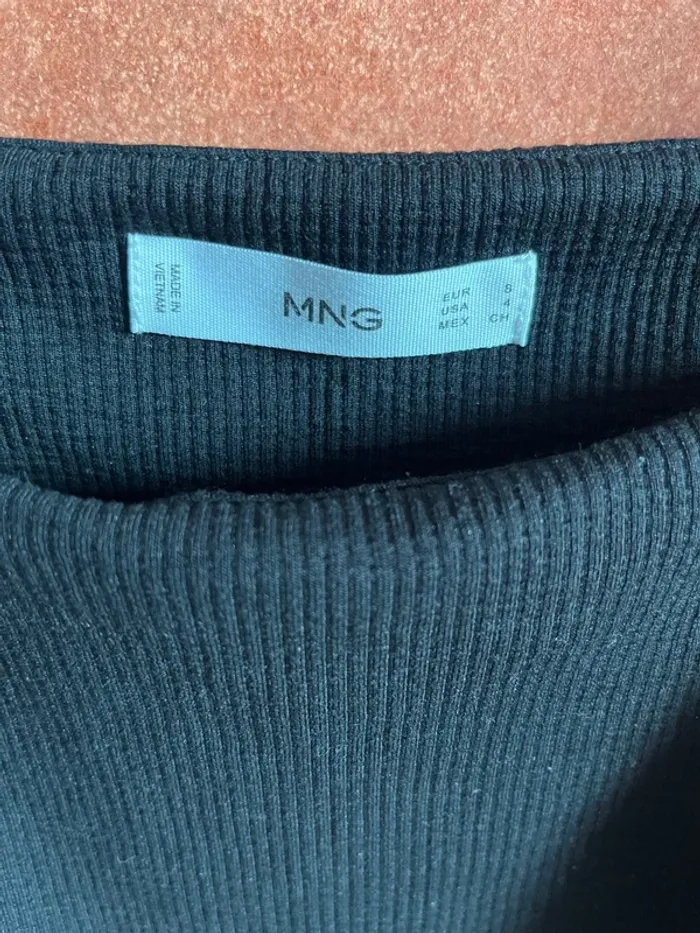 MADE IN
VIETNAM
MNG
EUR S
USA 4
MEX CH